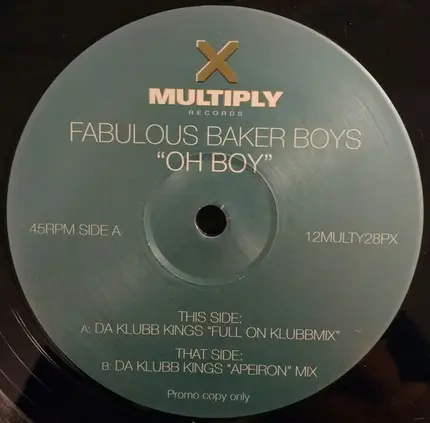 X
MULTIPLY
RECORDS
FABULOUS BAKER BOYS
"OH BOY"
45RPM SIDE A
12MULTY28PX
THIS SIDE:
A: DA KLUBB KINGS "FULL ON KLUBBMIX"
THAT SIDE:
B: DA KLUBB KINGS "APEIRON" MIX
Promo copy only